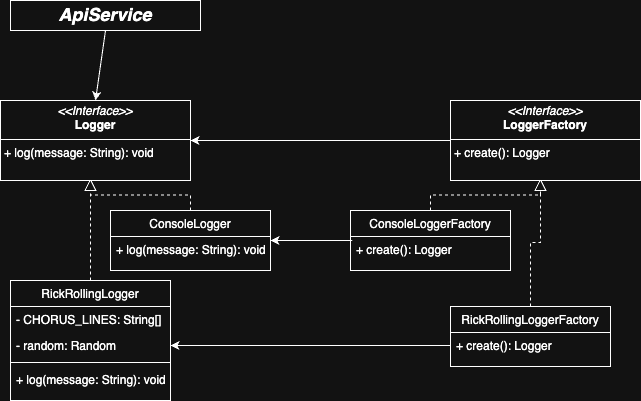 ApiService
<<Interface>>
Logger
+ log(message: String): void
<<Interface>>
LoggerFactory
+ create(): Logger
ConsoleLogger
+ log(message: String): void
ConsoleLoggerFactory
+ create(): Logger
RickRollingLogger
- CHORUS_LINES: String[]
- random: Random
+ log(message: String): void
RickRollingLoggerFactory
+ create(): Logger